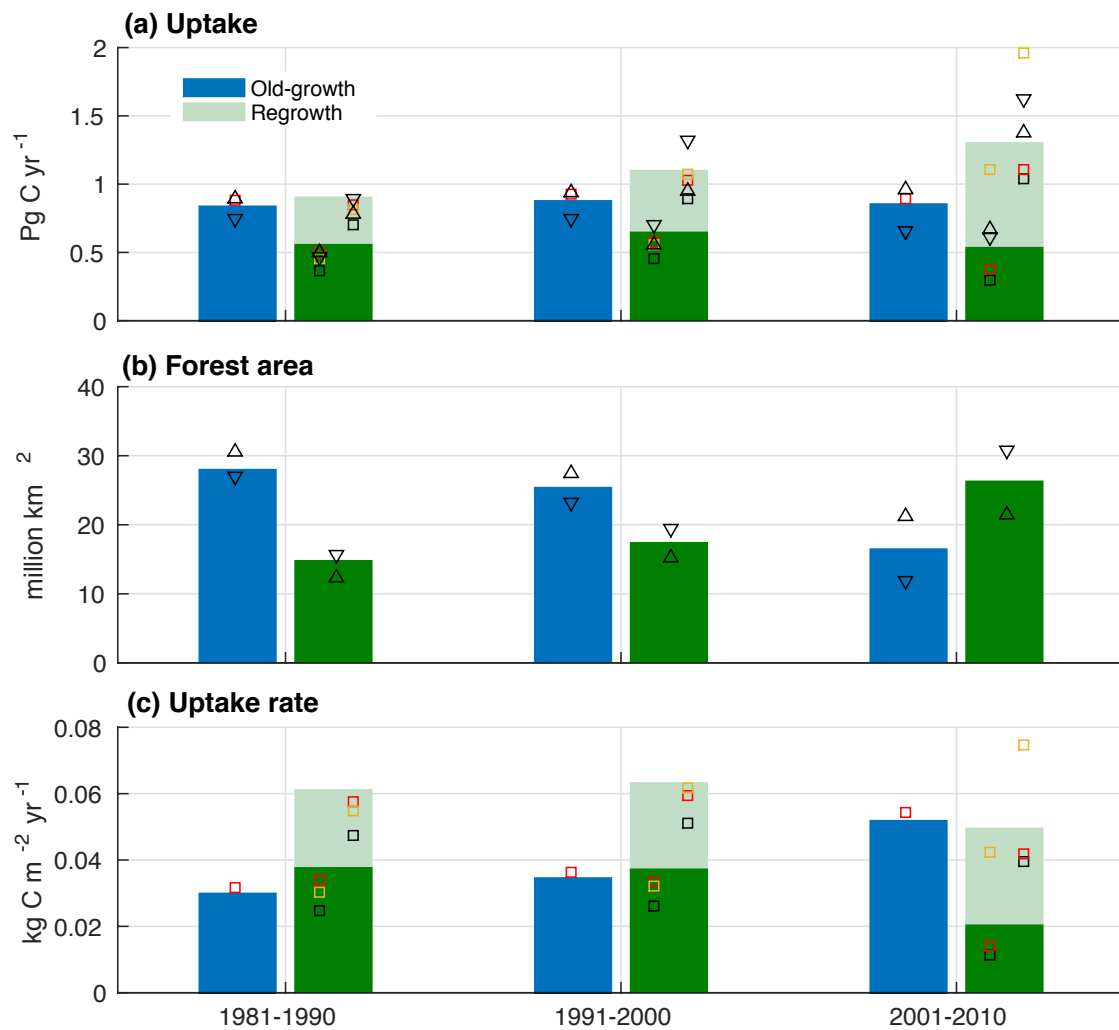 (a) Uptake
2
1.5
1
0.5
0
Pg C yr -1
Old-growth
Regrowth
(b) Forest area
40
30
20
10
0
million km 2
(c) Uptake rate
0.08
0.06
0.04
0.02
0
kg C m -2 yr -1
1981-1990 1991-2000 2001-2010